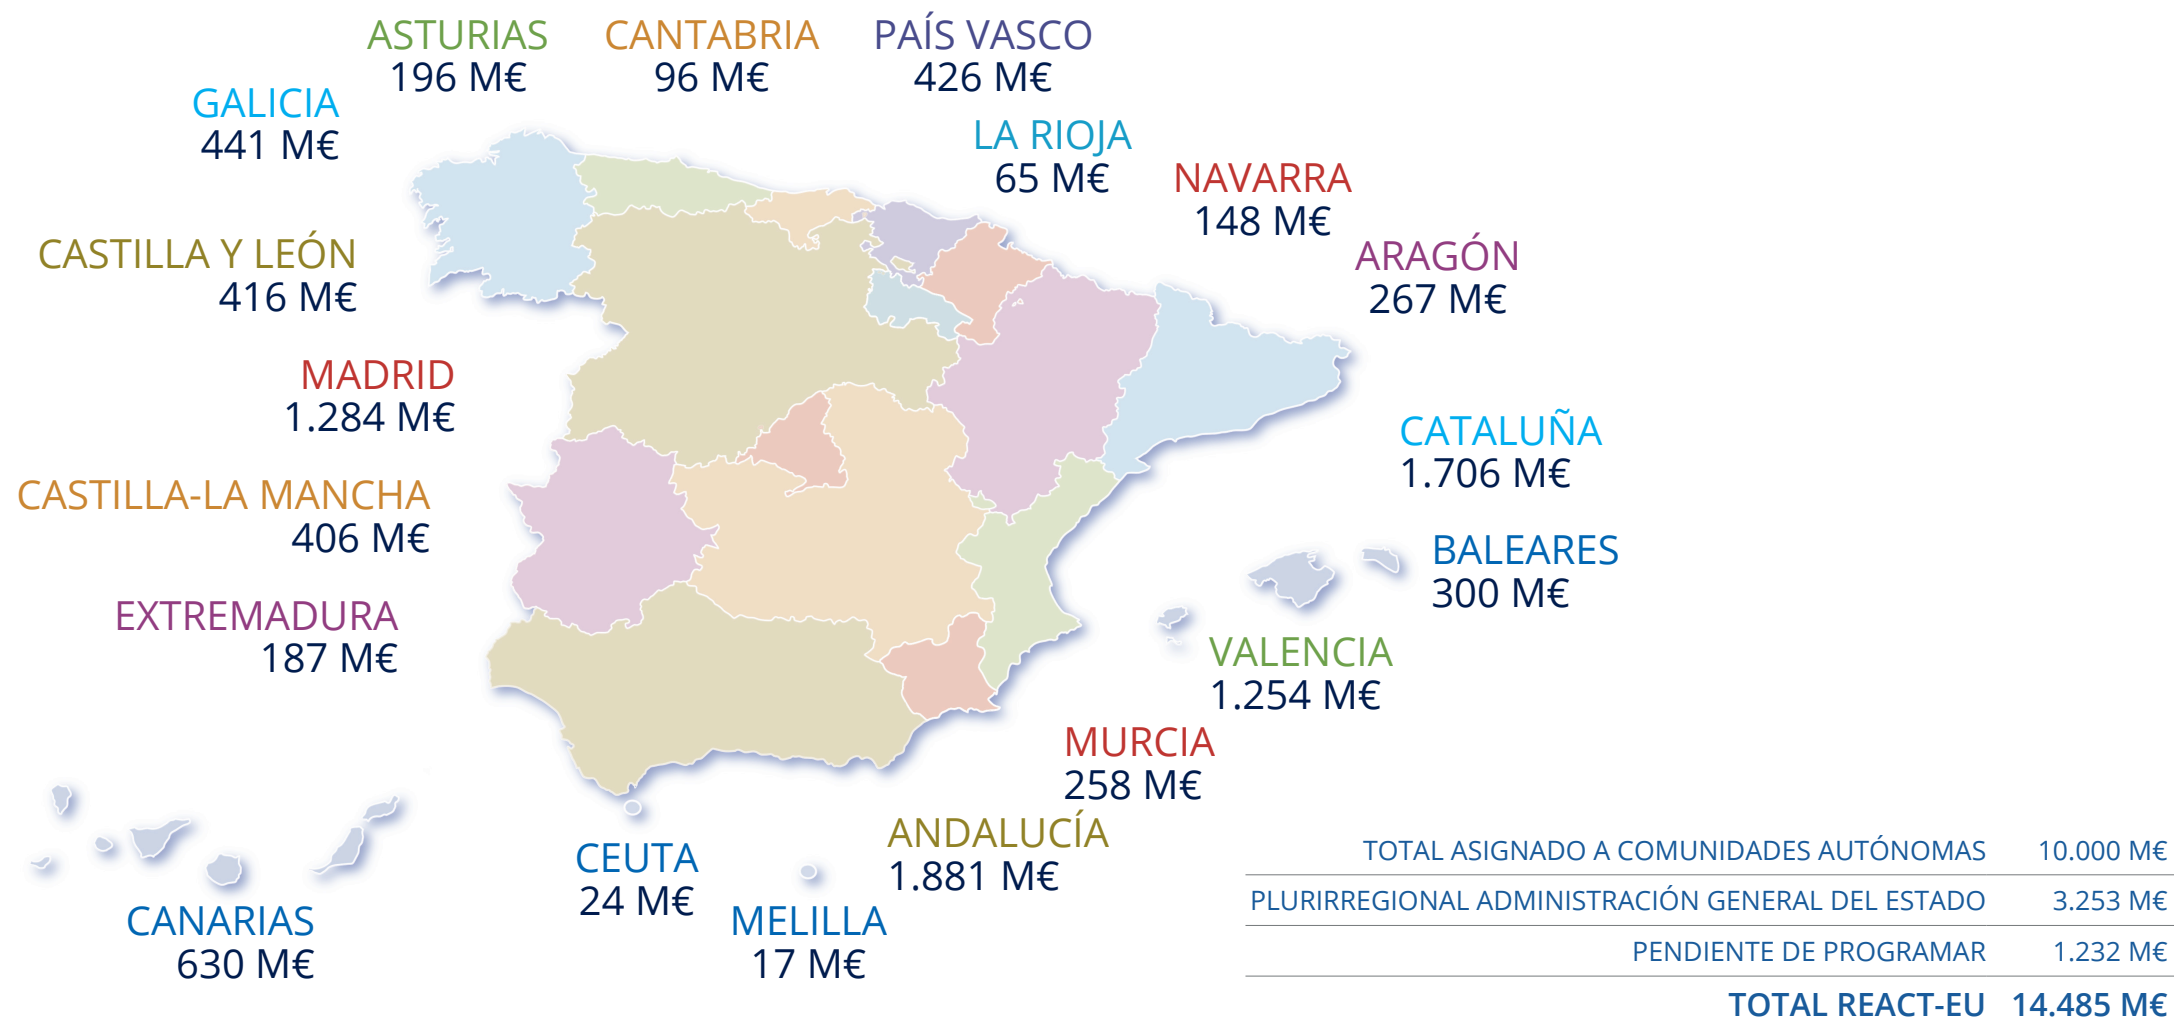 ASTURIAS
196 M€
CANTABRIA
96 M€
PAÍS VASCO
426 M€
GALICIA
441 M€
LA RIOJA
65 M€
NAVARRA
148 M€
CASTILLA Y LEÓN
416 M€
ARAGÓN
267 M€
MADRID
1.284 M€
CATALUÑA
1.706 M€
CASTILLA-LA MANCHA
406 M€
BALEARES
300 M€
EXTREMADURA
187 M€
VALENCIA
1.254 M€
MURCIA
258 M€
ANDALUCÍA
1.881 M€
CEUTA
24 M€
MELILLA
17 M€
CANARIAS
630 M€
TOTAL ASIGNADO A COMUNIDADES AUTÓNOMAS 10.000 M€
PLURIRREGIONAL ADMINISTRACIÓN GENERAL DEL ESTADO 3.253 M€
PENDIENTE DE PROGRAMAR 1.232 M€
TOTAL REACT-EU 14.485 M€